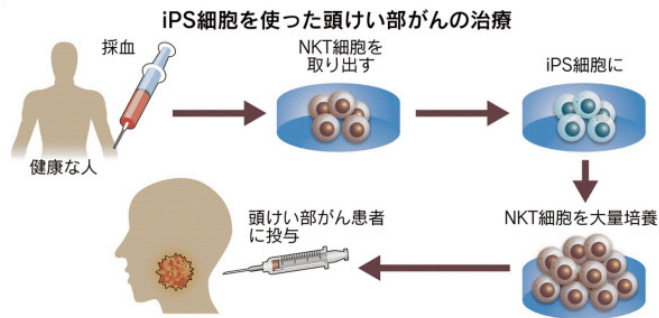 iPS細胞を使った頭けい部がんの治療
採血
健康な人
NKT細胞を
取り出す
iPS細胞に
NKT細胞を大量培養
頭けい部がん患者
に投与